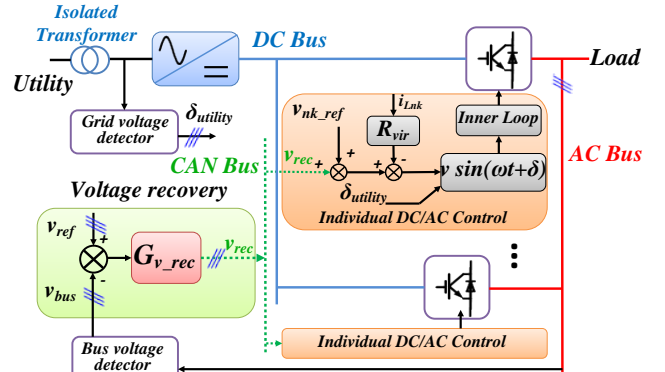 Isolated
Transformer
Utility
DC Bus
Load
Grid voltage
detector
δutility
CAN Bus
vnk_ref
iLnk
Rvir
Inner Loop
vrec
+
+
+
-
v sin(ωt+δ)
δutility
Individual DC/AC Control
AC Bus
Voltage recovery
vref
+
Gv_rec
vrec
vbus
-
Individual DC/AC Control
Bus voltage
detector